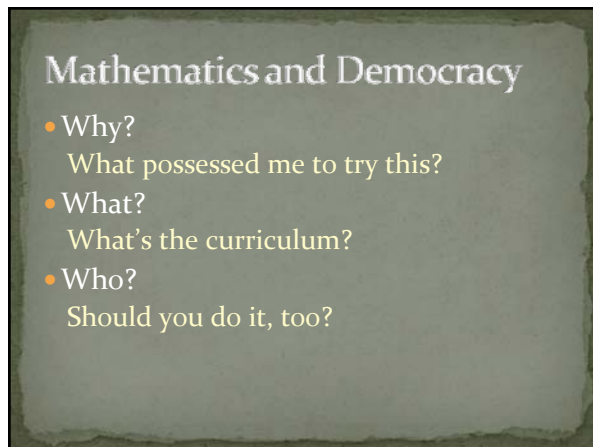 Mathematics and Democracy
• Why?
What possessed me to try this?
• What?
What's the curriculum?
• Who?
Should you do it, too?